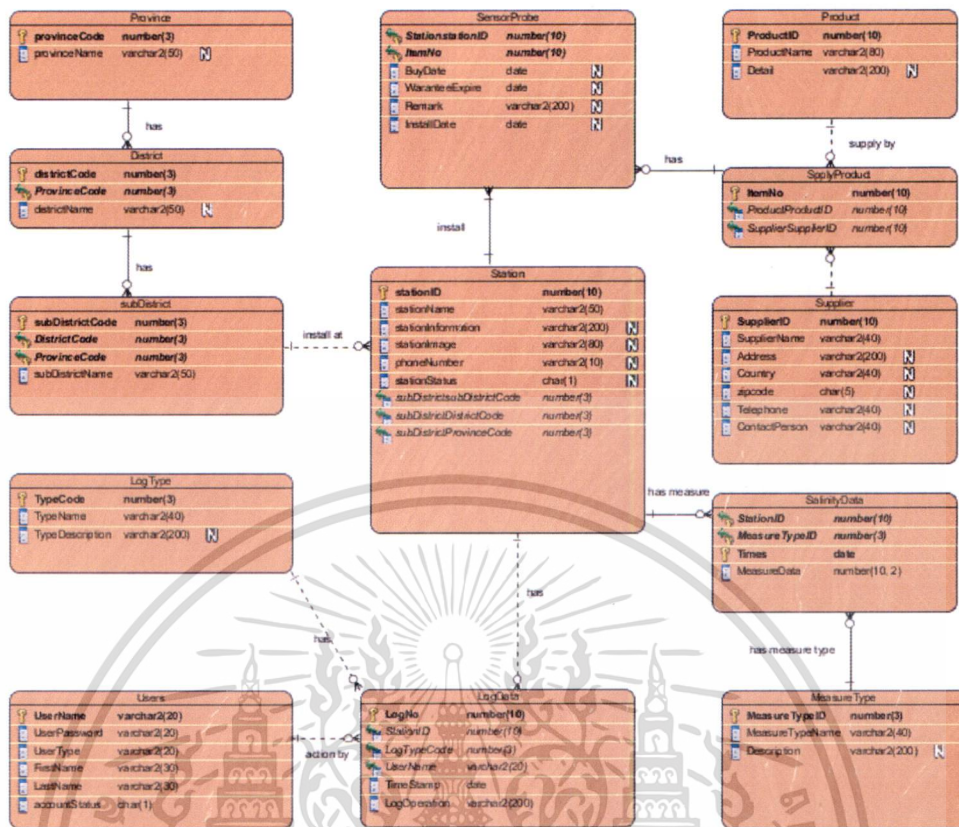 Province
provinceCode number(3)
provinceName varchar2(50) N
has
District
districtCode number(3)
ProvinceCode number(3)
districtName varchar2(50) N
has
subDistrict
subDistrictCode number(3)
DistrictCode number(3)
ProvinceCode number(3)
subDistrictName varchar2(50)
install at
SensorProbe
StationstationID number(10)
ItemNo number(10)
BuyDate date N
WaranteeExpire date N
Remark varchar2(200) N
InstallDate date N
install
has
Product
ProductID number(10)
ProductName varchar2(80)
Detail varchar2(200) N
supply by
SpplyProduct
ItemNo number(10)
ProductProductID number(10)
SupplierSupplierID number(10)
Supplier
SupplierID number(10)
SupplierName varchar2(40)
Address varchar2(200) N
Country varchar2(40) N
zipcode char(5) N
Telephone varchar2(40) N
ContactPerson varchar2(40) N
Station
stationID number(10)
stationName varchar2(50)
stationInformation varchar2(200) N
stationImage varchar2(80) N
phoneNumber varchar2(10) N
stationStatus char(1) N
subDistrictsubDistrictCode number(3)
subDistrictDistrictCode number(3)
subDistrictProvinceCode number(3)
has measure
has
LogType
TypeCode number(3)
TypeName varchar2(40)
TypeDescription varchar2(200) N
has
SalinityData
StationID number(10)
MeasureTypeID number(3)
Times date
MeasureData number(10, 2)
has measure type
Users
UserName varchar2(20)
UserPassword varchar2(20)
UserType varchar2(20)
FirstName varchar2(30)
LastName varchar2(30)
accountStatus char(1)
action by
LogData
LogNo number(10)
StationID number(10)
LogTypeCode number(3)
UserName varchar2(20)
TimeStamp date
LogOperation varchar2(200)
MeasureType
MeasureTypeID number(3)
MeasureTypeName varchar2(40)
Description varchar2(200) N